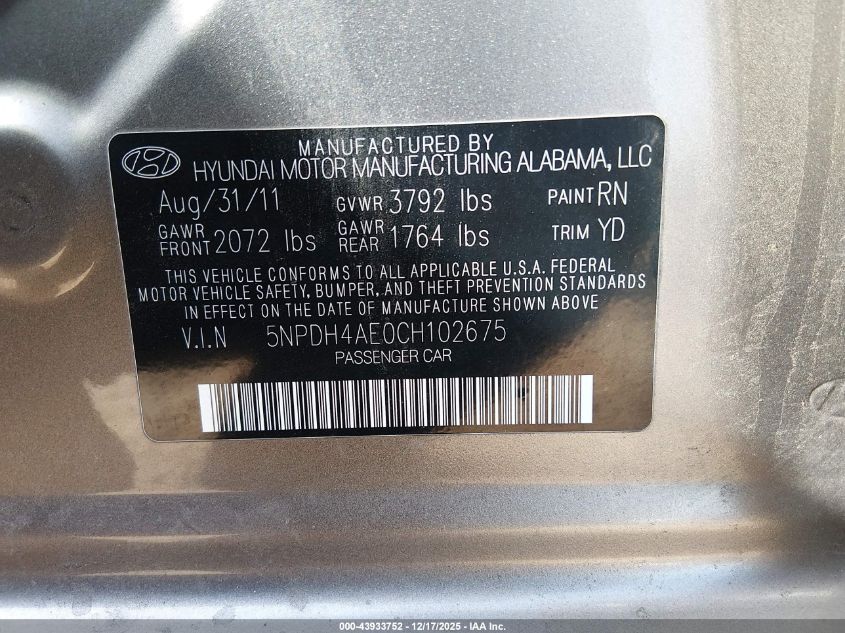 MANUFACTURED BY
HYUNDAI MOTOR MANUFACTURING ALABAMA, LLC
Aug/31/11 GVWR 3792 lbs PAINT RN
GAWR FRONT 2072 lbs GAWR REAR 1764 lbs TRIM YD
THIS VEHICLE CONFORMS TO ALL APPLICABLE U.S.A. FEDERAL
MOTOR VEHICLE SAFETY, BUMPER, AND THEFT PREVENTION STANDARDS
IN EFFECT ON THE DATE OF MANUFACTURE SHOWN ABOVE
V.I.N 5NPDH4AE0CH102675
PASSENGER CAR
000-43933752 - 12/17/2025 - IAA Inc.